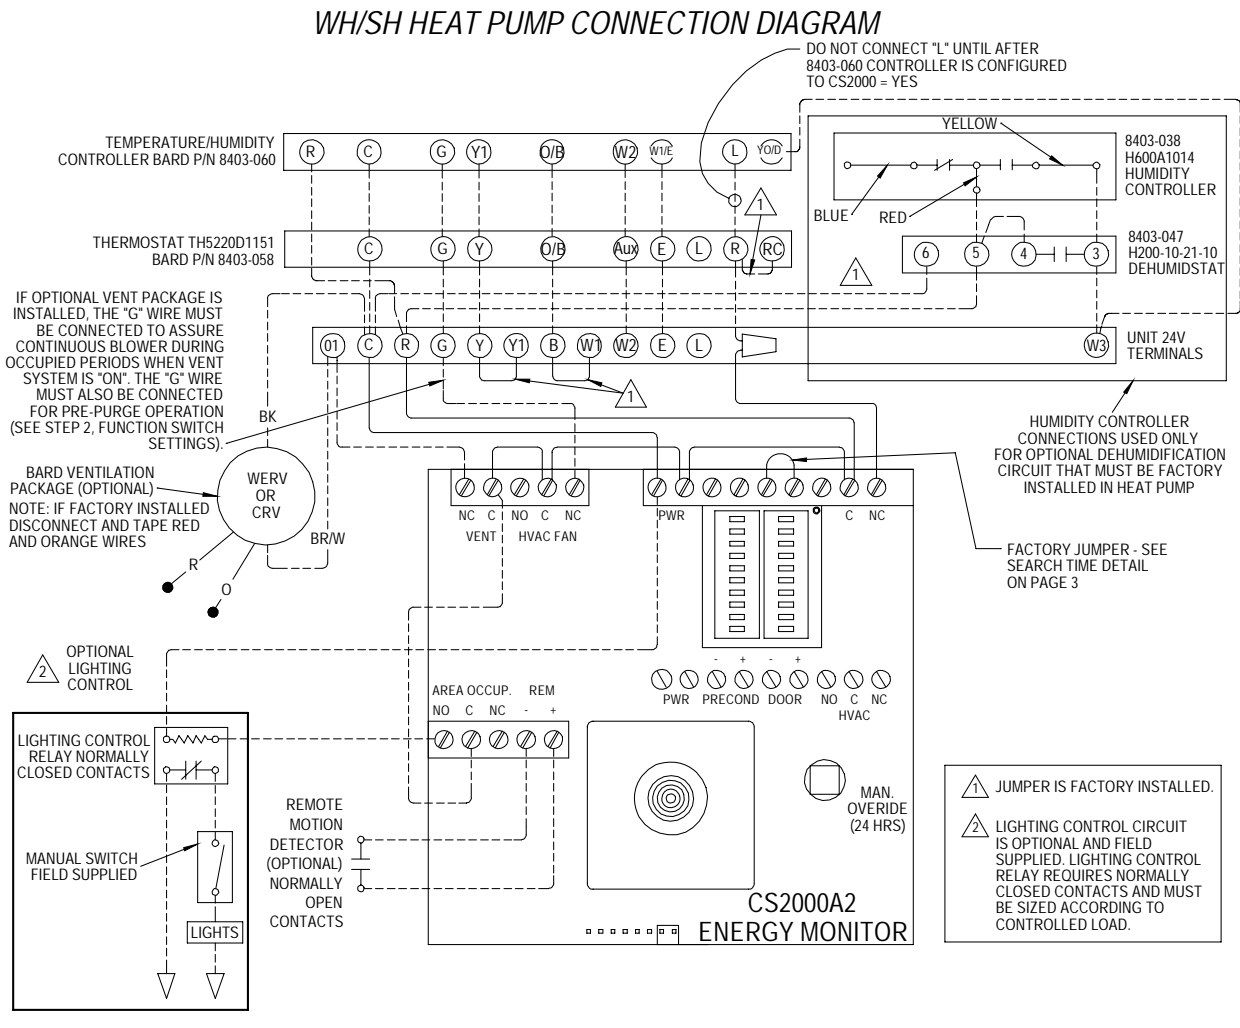 WH/SH HEAT PUMP CONNECTION DIAGRAM
DO NOT CONNECT "L" UNTIL AFTER
8403-060 CONTROLLER IS CONFIGURED
TO CS2000 = YES
TEMPERATURE/HUMIDITY
CONTROLLER BARD P/N 8403-060
R C G Y1 O/B W2 W1/E L YO/D
YELLOW
BLUE
RED
8403-038
H600A1014
HUMIDITY
CONTROLLER
1
THERMOSTAT TH5220D1151
BARD P/N 8403-058
C G Y O/B Aux E L R RC
1
6 5 4 3
8403-047
H200-10-21-10
DEHUMIDSTAT
IF OPTIONAL VENT PACKAGE IS
INSTALLED, THE "G" WIRE MUST
BE CONNECTED TO ASSURE
CONTINUOUS BLOWER DURING
OCCUPIED PERIODS WHEN VENT
SYSTEM IS "ON". THE "G" WIRE
MUST ALSO BE CONNECTED
FOR PRE-PURGE OPERATION
(SEE STEP 2, FUNCTION SWITCH
SETTINGS).
01 C R G Y Y1 B W1 W2 E L W3
UNIT 24V
TERMINALS
1
HUMIDITY CONTROLLER
CONNECTIONS USED ONLY
FOR OPTIONAL DEHUMIDIFICATION
CIRCUIT THAT MUST BE FACTORY
INSTALLED IN HEAT PUMP
BK
WERV
OR
CRV
BR/W
R
O
BARD VENTILATION
PACKAGE (OPTIONAL)
NOTE: IF FACTORY INSTALLED
DISCONNECT AND TAPE RED
AND ORANGE WIRES
NC C NO C NC
VENT HVAC FAN
PWR C NC
FACTORY JUMPER - SEE
SEARCH TIME DETAIL
ON PAGE 3
2
OPTIONAL
LIGHTING
CONTROL
- + - +
PWR PRECOND DOOR NO C NC
HVAC
AREA OCCUP. REM
NO C NC - +
LIGHTING CONTROL
RELAY NORMALLY
CLOSED CONTACTS
MANUAL SWITCH
FIELD SUPPLIED
LIGHTS
REMOTE
MOTION
DETECTOR
(OPTIONAL)
NORMALLY
OPEN
CONTACTS
MAN.
OVERIDE
(24 HRS)
CS2000A2
ENERGY MONITOR
1 JUMPER IS FACTORY INSTALLED.
2 LIGHTING CONTROL CIRCUIT
IS OPTIONAL AND FIELD
SUPPLIED. LIGHTING CONTROL
RELAY REQUIRES NORMALLY
CLOSED CONTACTS AND MUST
BE SIZED ACCORDING TO
CONTROLLED LOAD.